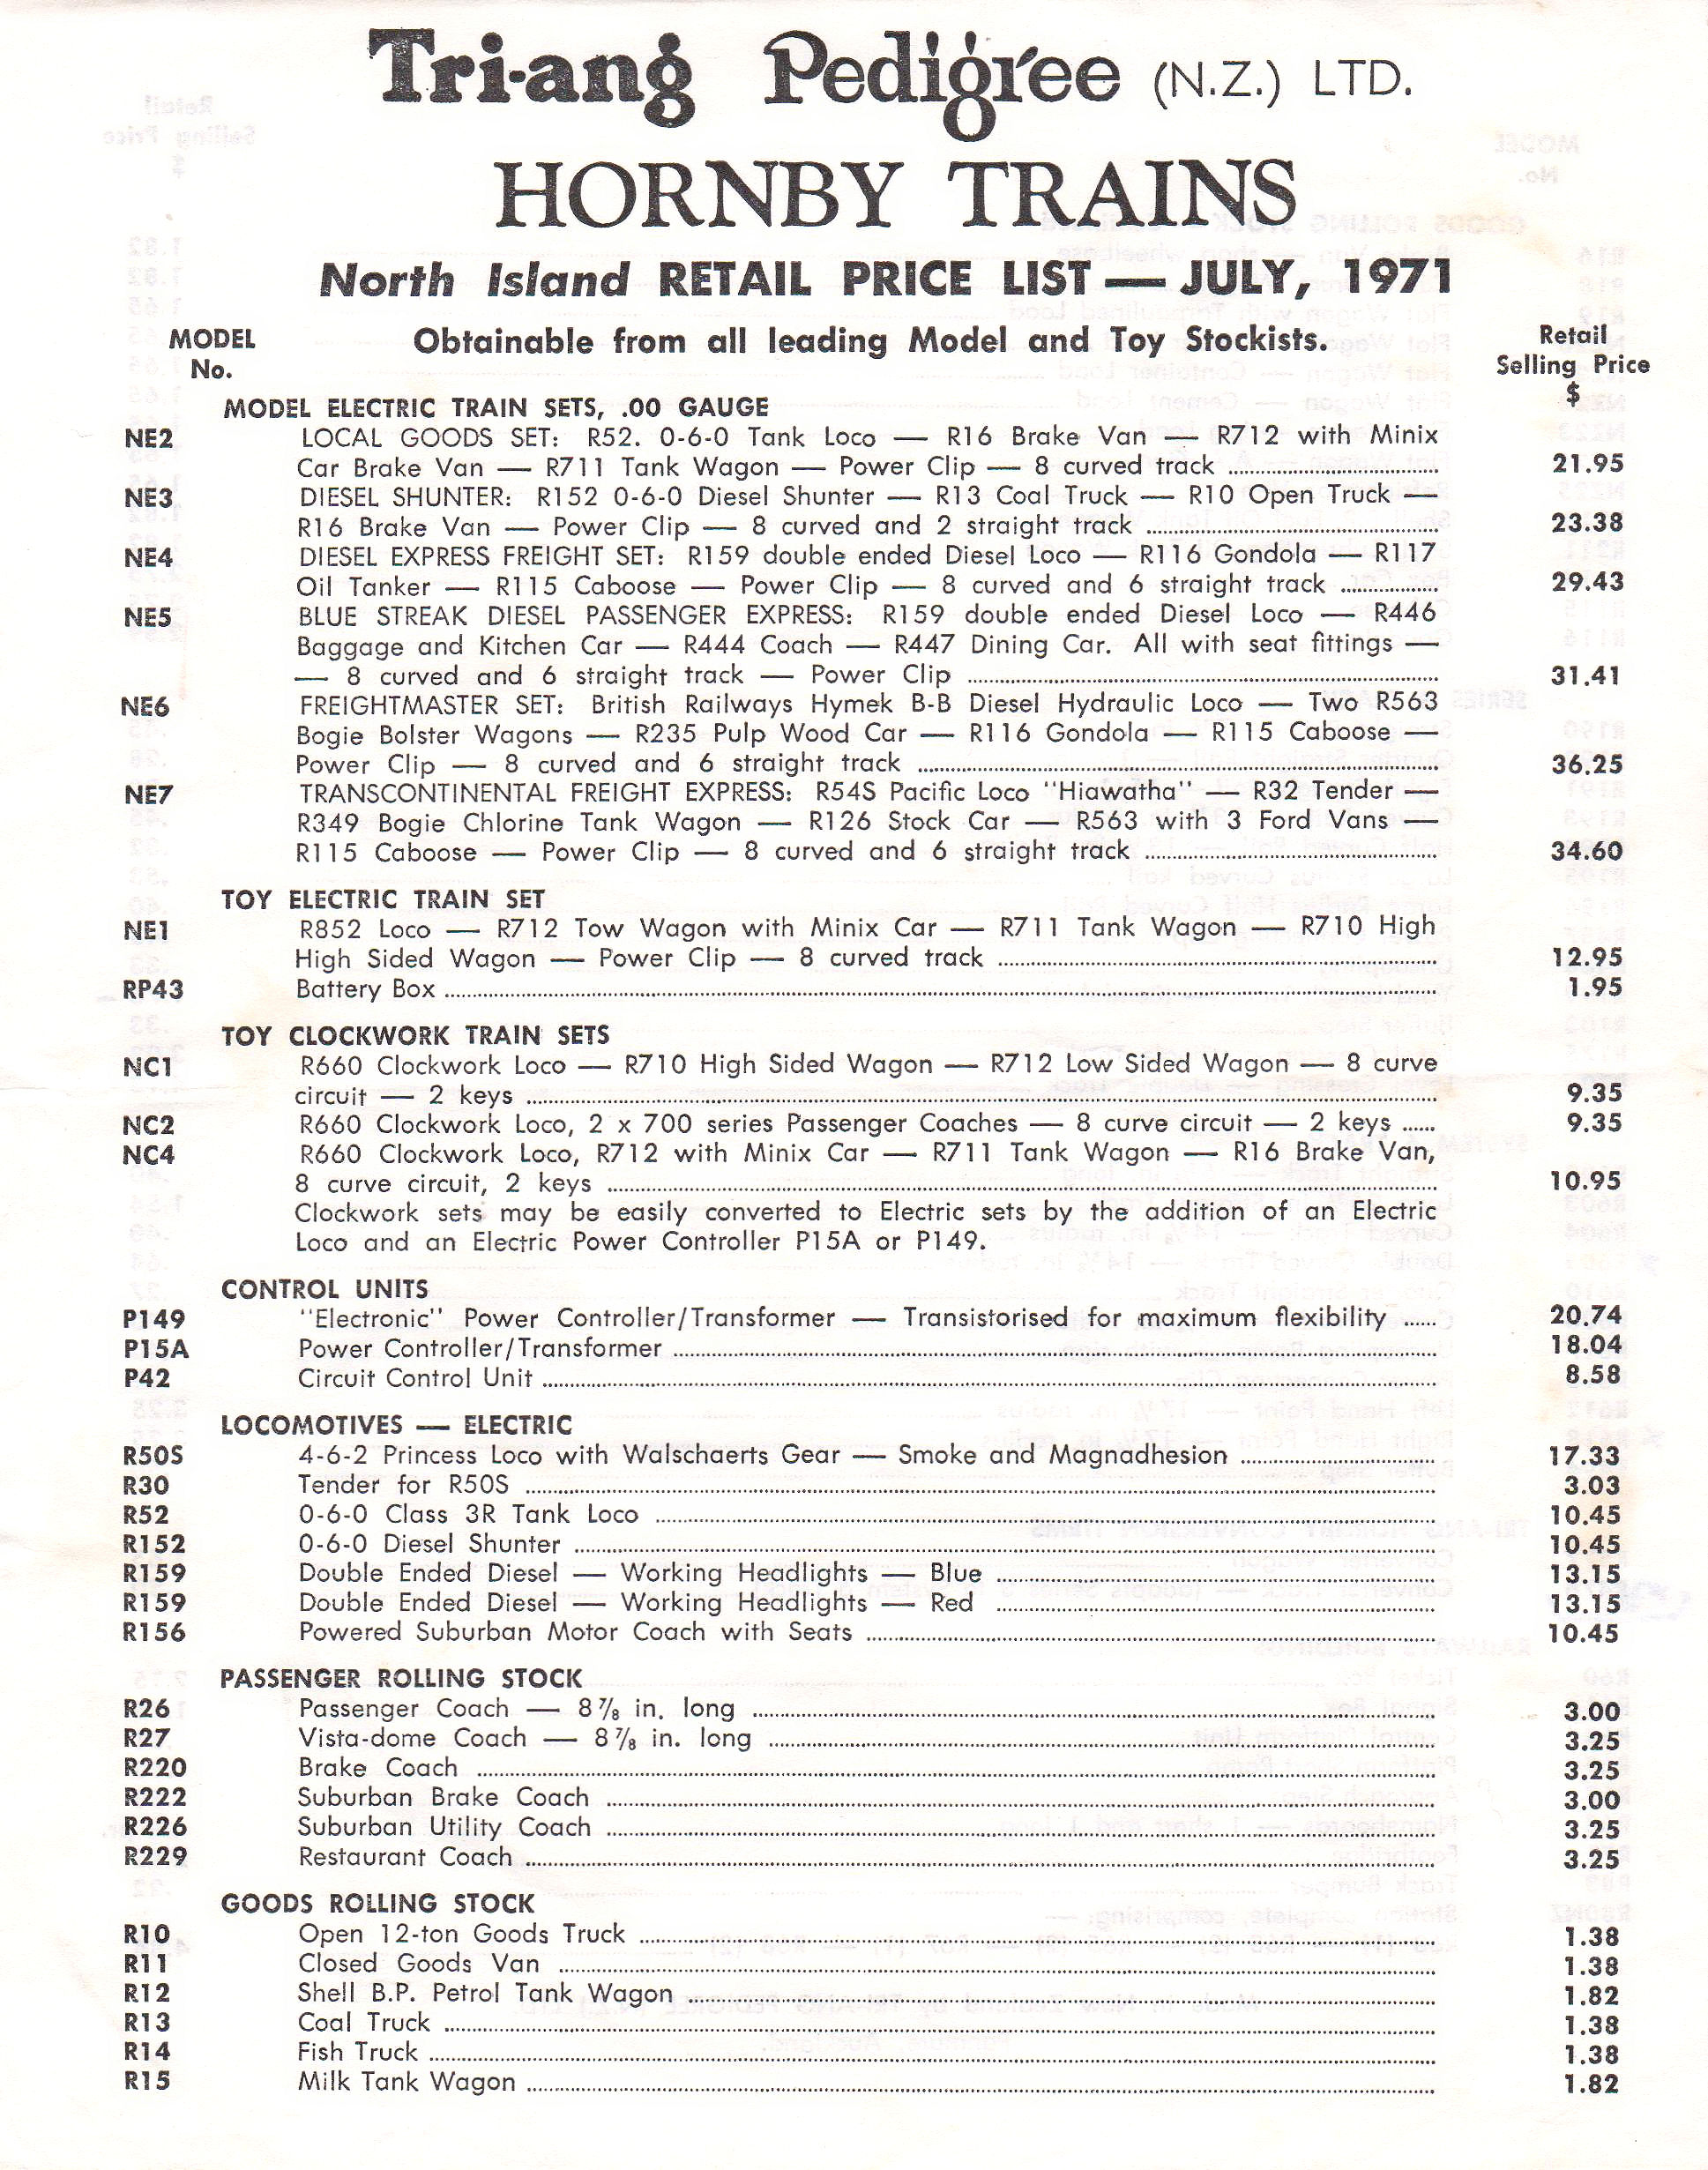 Tri-ang Pedigree (N.Z.) LTD.
HORNBY TRAINS
North Island RETAIL PRICE LIST — JULY, 1971
MODEL No.
Obtainable from all leading Model and Toy Stockists.
Retail Selling Price $
MODEL ELECTRIC TRAIN SETS, .00 GAUGE
NE2 LOCAL GOODS SET: R52. 0-6-0 Tank Loco — R16 Brake Van — R712 with Minix
Car Brake Van — R711 Tank Wagon — Power Clip — 8 curved track ........ 21.95
NE3 DIESEL SHUNTER: R152 0-6-0 Diesel Shunter — R13 Coal Truck — R10 Open Truck —
R16 Brake Van — Power Clip — 8 curved and 2 straight track ........ 23.38
NE4 DIESEL EXPRESS FREIGHT SET: R159 double ended Diesel Loco — R116 Gondola — R117
Oil Tanker — R115 Caboose — Power Clip — 8 curved and 6 straight track ........ 29.43
NE5 BLUE STREAK DIESEL PASSENGER EXPRESS: R159 double ended Diesel Loco — R446
Baggage and Kitchen Car — R444 Coach — R447 Dining Car. All with seat fittings —
— 8 curved and 6 straight track — Power Clip ........ 31.41
NE6 FREIGHTMASTER SET: British Railways Hymek B-B Diesel Hydraulic Loco — Two R563
Bogie Bolster Wagons — R235 Pulp Wood Car — R116 Gondola — R115 Caboose —
Power Clip — 8 curved and 6 straight track ........ 36.25
NE7 TRANSCONTINENTAL FREIGHT EXPRESS: R54S Pacific Loco "Hiawatha" — R32 Tender —
R349 Bogie Chlorine Tank Wagon — R126 Stock Car — R563 with 3 Ford Vans —
R115 Caboose — Power Clip — 8 curved and 6 straight track ........ 34.60
TOY ELECTRIC TRAIN SET
NE1 R852 Loco — R712 Tow Wagon with Minix Car — R711 Tank Wagon — R710 High
High Sided Wagon — Power Clip — 8 curved track ........ 12.95
RP43 Battery Box ........ 1.95
TOY CLOCKWORK TRAIN SETS
NC1 R660 Clockwork Loco — R710 High Sided Wagon — R712 Low Sided Wagon — 8 curve
circuit — 2 keys ........ 9.35
NC2 R660 Clockwork Loco, 2 x 700 series Passenger Coaches — 8 curve circuit — 2 keys ...... 9.35
NC4 R660 Clockwork Loco, R712 with Minix Car — R711 Tank Wagon — R16 Brake Van,
8 curve circuit, 2 keys ........ 10.95
Clockwork sets may be easily converted to Electric sets by the addition of an Electric
Loco and an Electric Power Controller P15A or P149.
CONTROL UNITS
P149 "Electronic" Power Controller/Transformer — Transistorised for maximum flexibility ...... 20.74
P15A Power Controller/Transformer ........ 18.04
P42 Circuit Control Unit ........ 8.58
LOCOMOTIVES — ELECTRIC
R50S 4-6-2 Princess Loco with Walschaerts Gear — Smoke and Magnadhesion ........ 17.33
R30 Tender for R50S ........ 3.03
R52 0-6-0 Class 3R Tank Loco ........ 10.45
R152 0-6-0 Diesel Shunter ........ 10.45
R159 Double Ended Diesel — Working Headlights — Blue ........ 13.15
R159 Double Ended Diesel — Working Headlights — Red ........ 13.15
R156 Powered Suburban Motor Coach with Seats ........ 10.45
PASSENGER ROLLING STOCK
R26 Passenger Coach — 8⅞ in. long ........ 3.00
R27 Vista-dome Coach — 8⅞ in. long ........ 3.25
R220 Brake Coach ........ 3.25
R222 Suburban Brake Coach ........ 3.00
R226 Suburban Utility Coach ........ 3.25
R229 Restaurant Coach ........ 3.25
GOODS ROLLING STOCK
R10 Open 12-ton Goods Truck ........ 1.38
R11 Closed Goods Van ........ 1.38
R12 Shell B.P. Petrol Tank Wagon ........ 1.82
R13 Coal Truck ........ 1.38
R14 Fish Truck ........ 1.38
R15 Milk Tank Wagon ........ 1.82